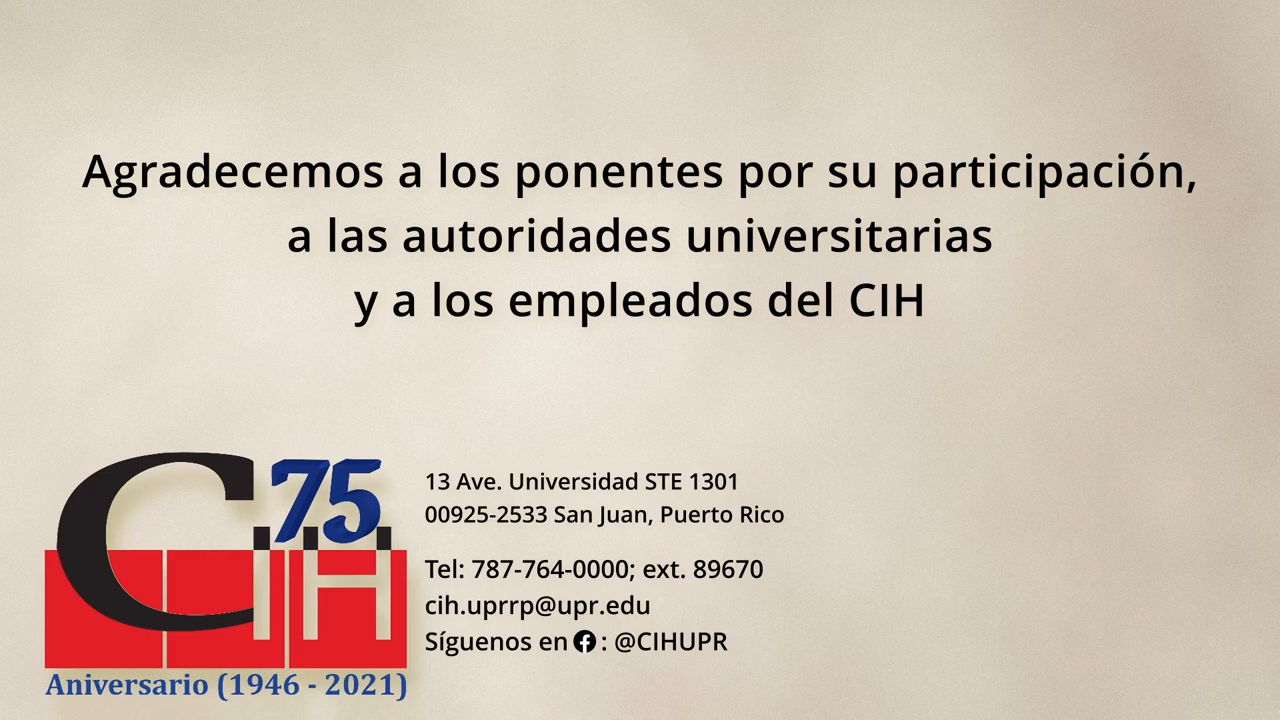 Agradecemos a los ponentes por su participación,
a las autoridades universitarias
y a los empleados del CIH
CIH 75
Aniversario (1946 - 2021)
13 Ave. Universidad STE 1301
00925-2533 San Juan, Puerto Rico
Tel: 787-764-0000; ext. 89670
cih.uprrp@upr.edu
Síguenos en : @CIHUPR